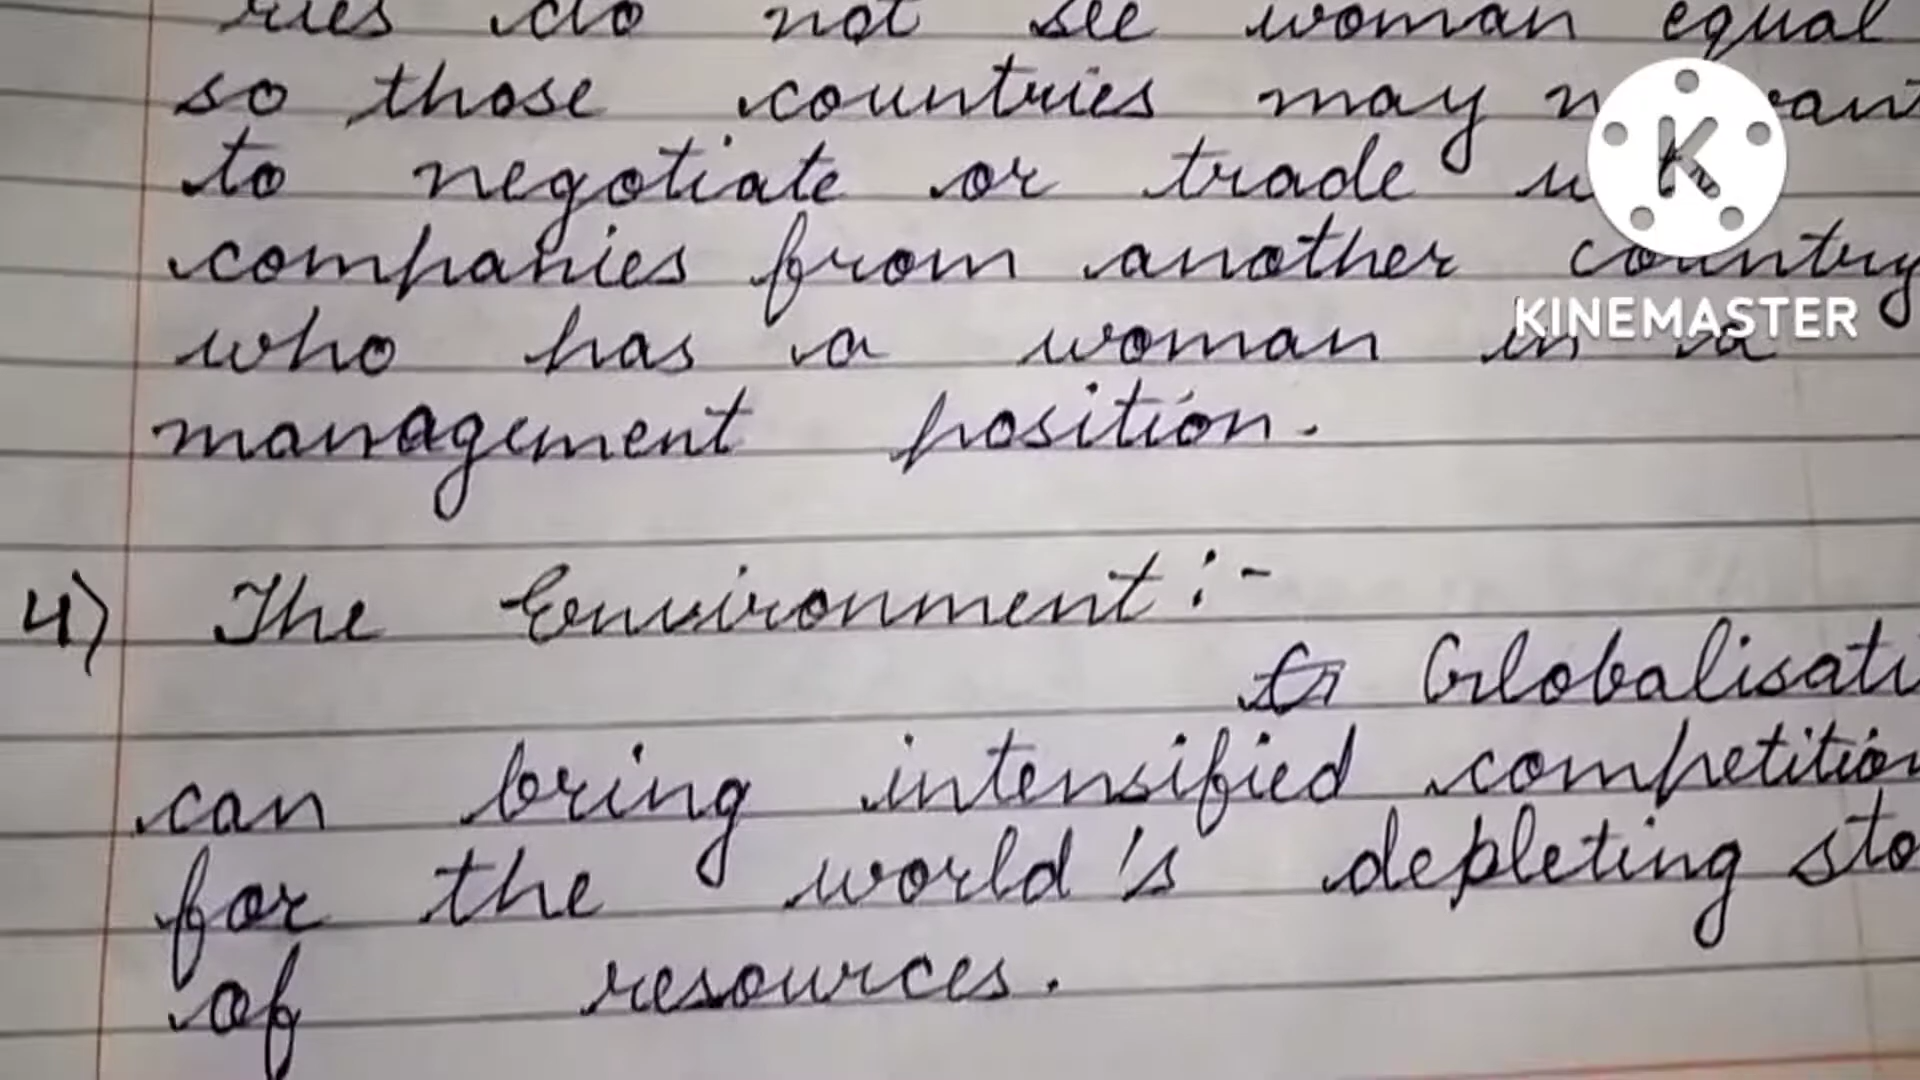 ries do not see woman equal
so those countries may
to negotiate or trade
companies from another country
who has a woman in a
management position.
4) The Environment :-
Globalisati
can bring intensified competition
for the world's depleting sto
of resources.
KINEMASTER